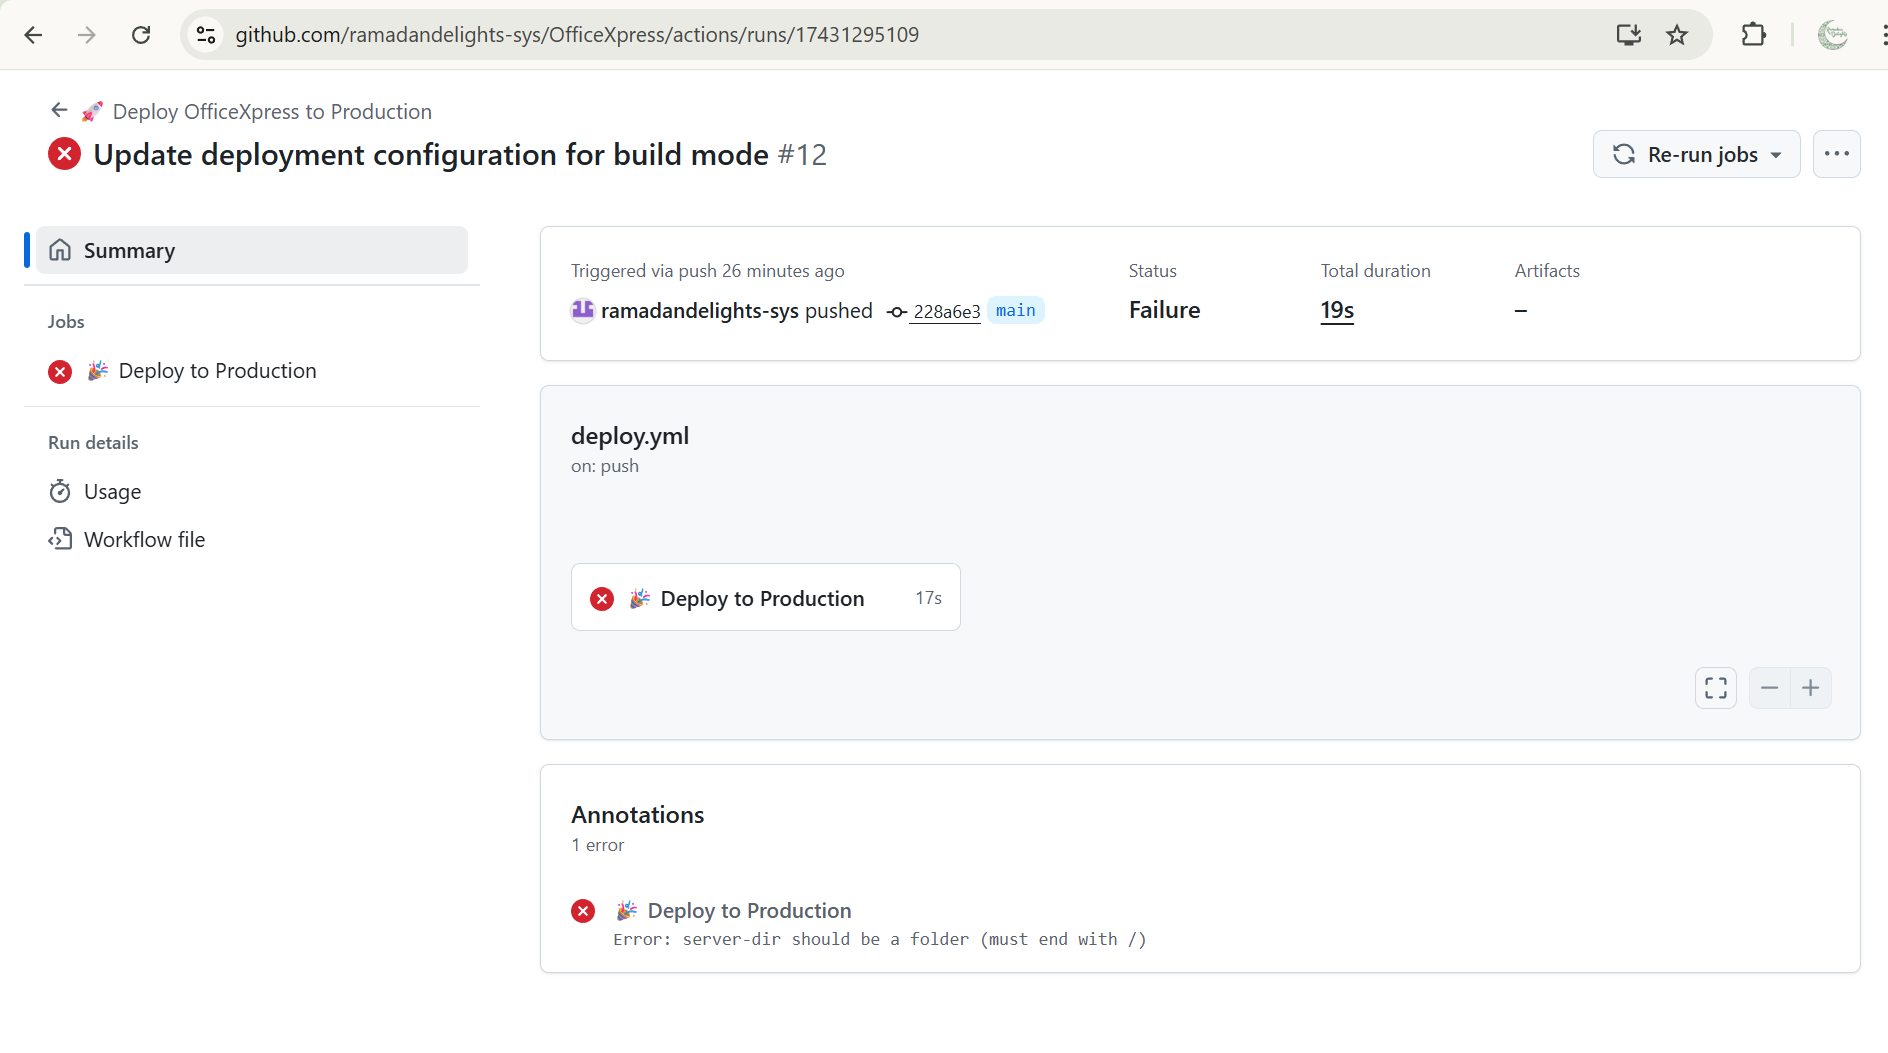 github.com/ramadandelights-sys/OfficeXpress/actions/runs/17431295109
Deploy OfficeXpress to Production
Update deployment configuration for build mode #12
Re-run jobs
Summary
Jobs
Deploy to Production
Run details
Usage
Workflow file
Triggered via push 26 minutes ago
ramadandelights-sys pushed 228a6e3 main
Status
Failure
Total duration
19s
Artifacts
–
deploy.yml
on: push
Deploy to Production 17s
Annotations
1 error
Deploy to Production
Error: server-dir should be a folder (must end with /)